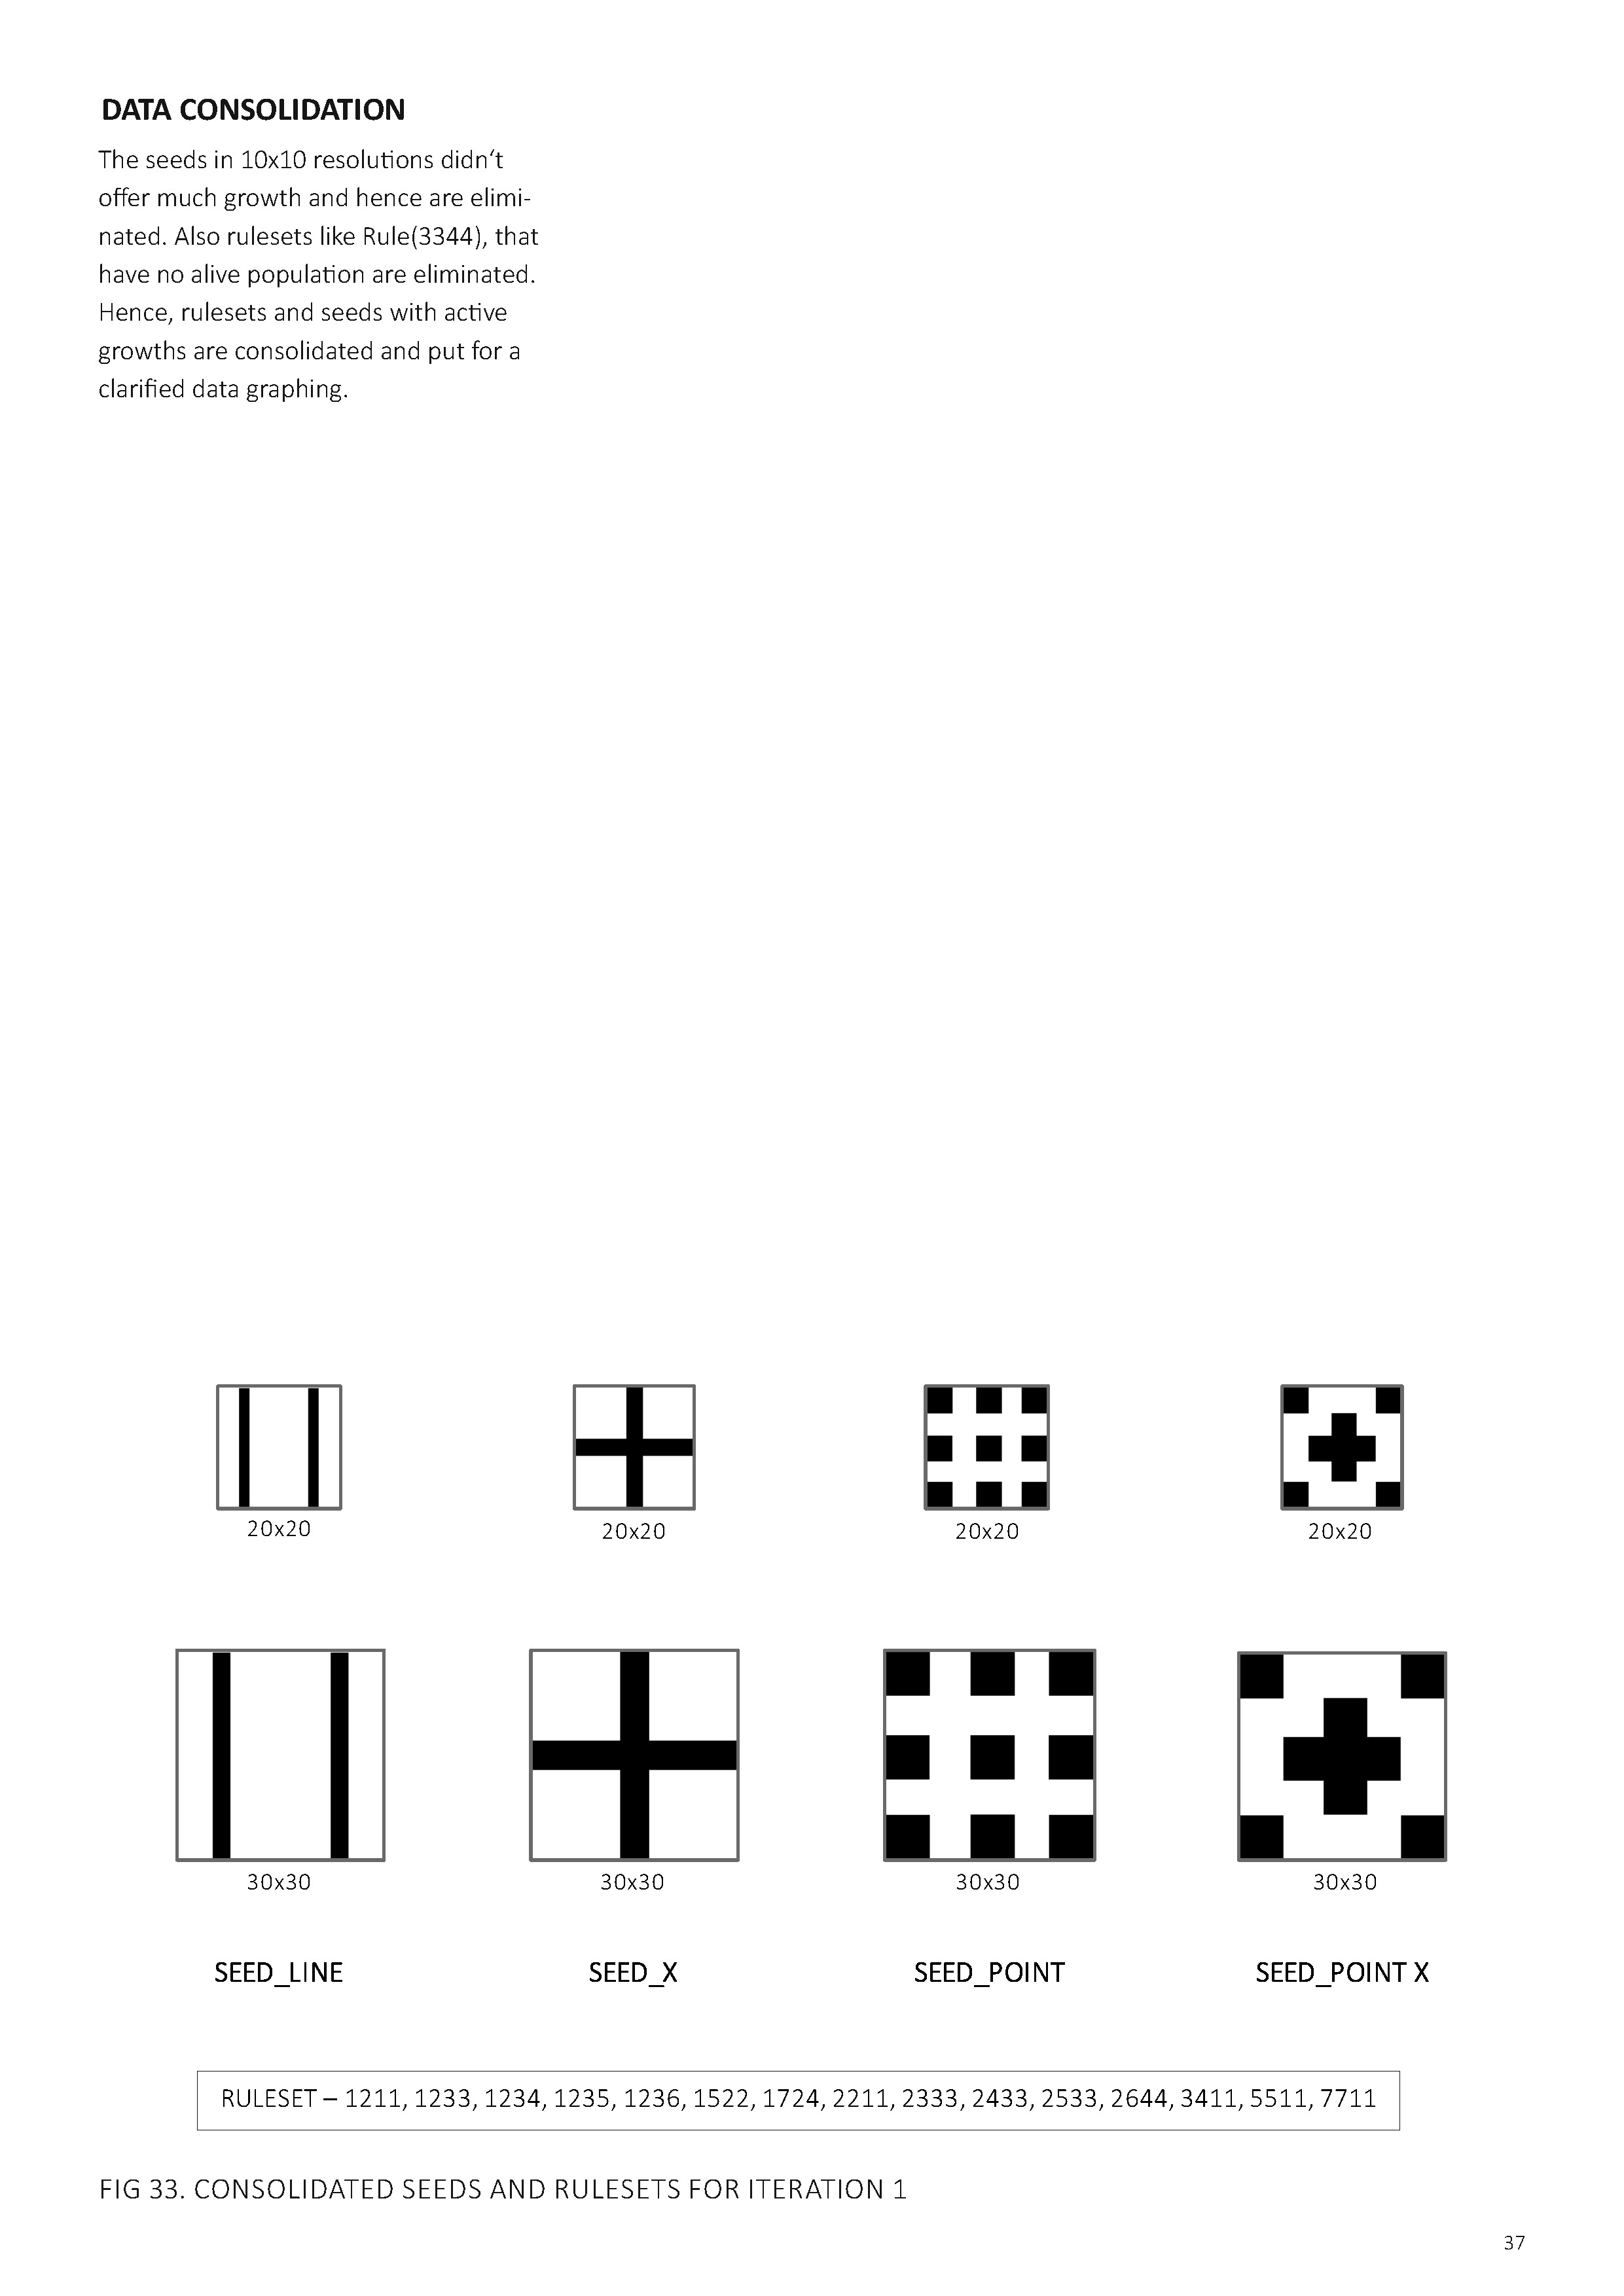 DATA CONSOLIDATION
The seeds in 10x10 resolutions didn‘t
offer much growth and hence are elimi-
nated. Also rulesets like Rule(3344), that
have no alive population are eliminated.
Hence, rulesets and seeds with active
growths are consolidated and put for a
clarified data graphing.
20x20
20x20
20x20
20x20
30x30
30x30
30x30
30x30
SEED_LINE
SEED_X
SEED_POINT
SEED_POINT X
RULESET – 1211, 1233, 1234, 1235, 1236, 1522, 1724, 2211, 2333, 2433, 2533, 2644, 3411, 5511, 7711
FIG 33. CONSOLIDATED SEEDS AND RULESETS FOR ITERATION 1
37